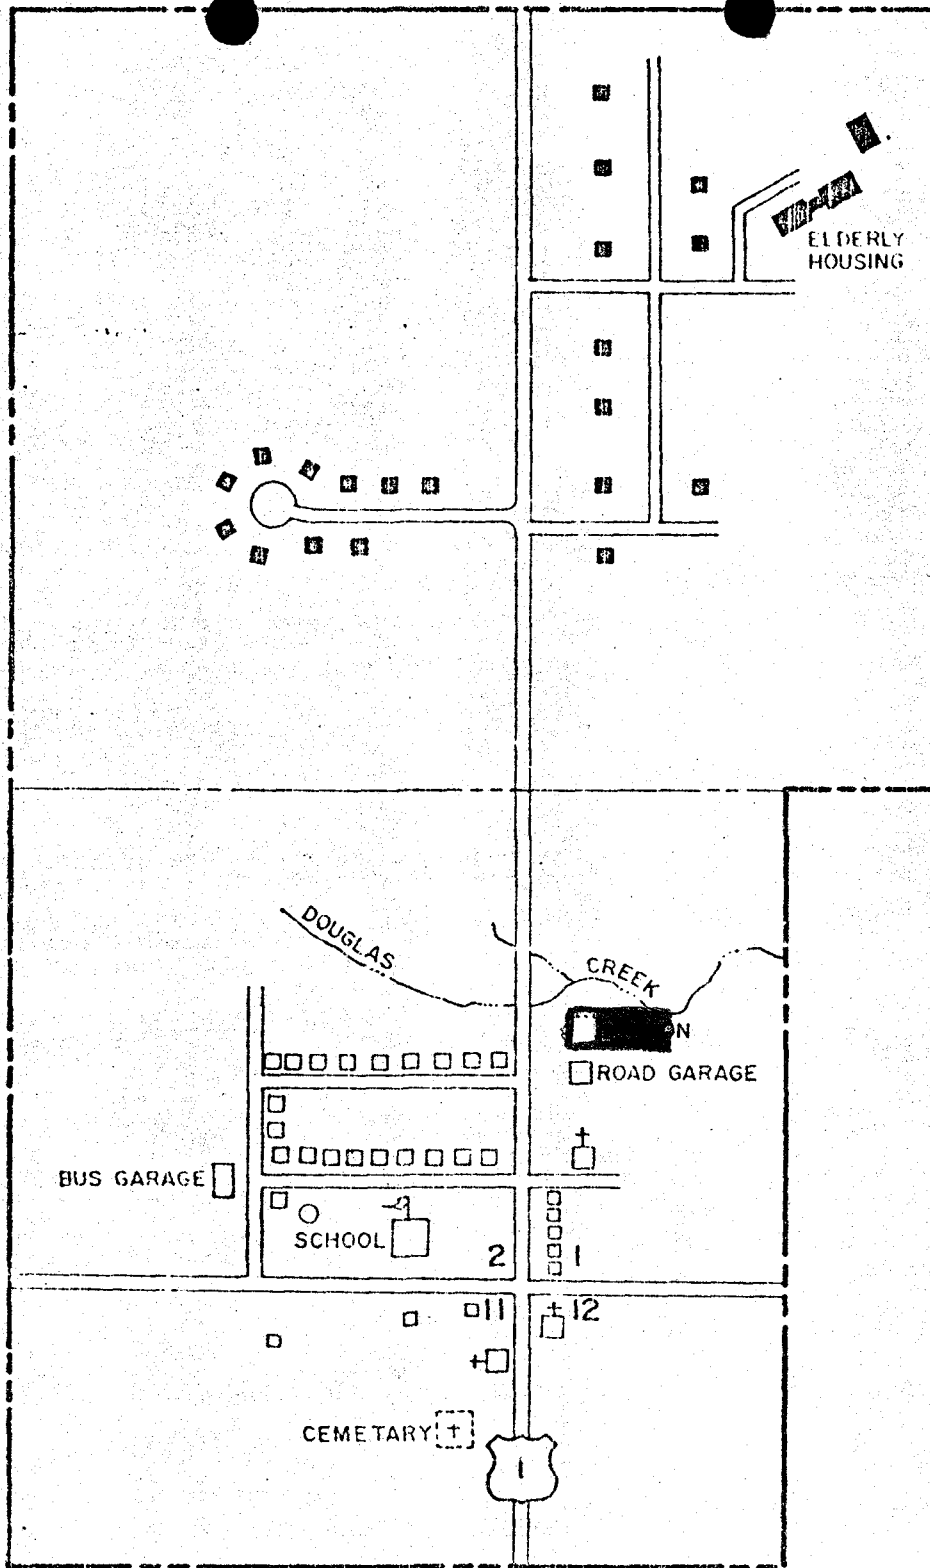 ELDERLY
HOUSING
DOUGLAS
CREEK
N
ROAD GARAGE
BUS GARAGE
SCHOOL
2
1
11
12
CEMETARY
1